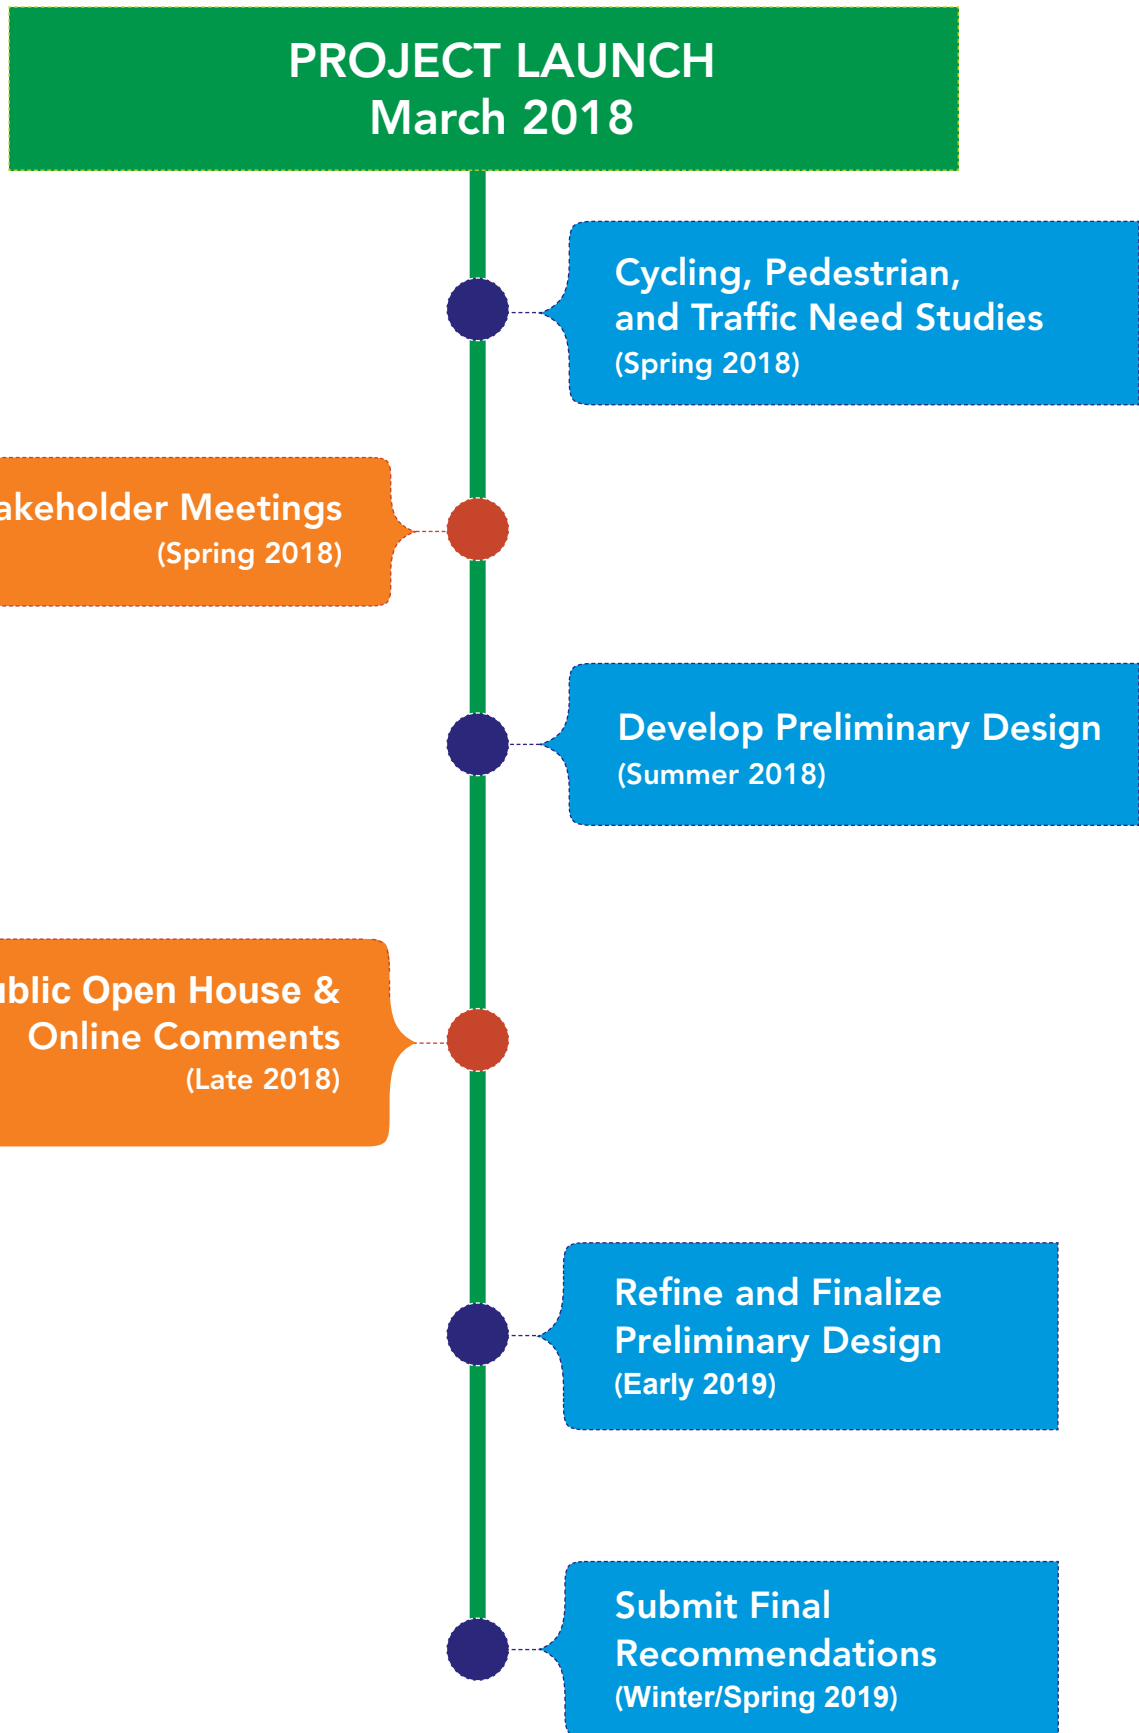 PROJECT LAUNCH
March 2018
Cycling, Pedestrian,
and Traffic Need Studies
(Spring 2018)
akeholder Meetings
(Spring 2018)
Develop Preliminary Design
(Summer 2018)
ublic Open House &
Online Comments
(Late 2018)
Refine and Finalize
Preliminary Design
(Early 2019)
Submit Final
Recommendations
(Winter/Spring 2019)